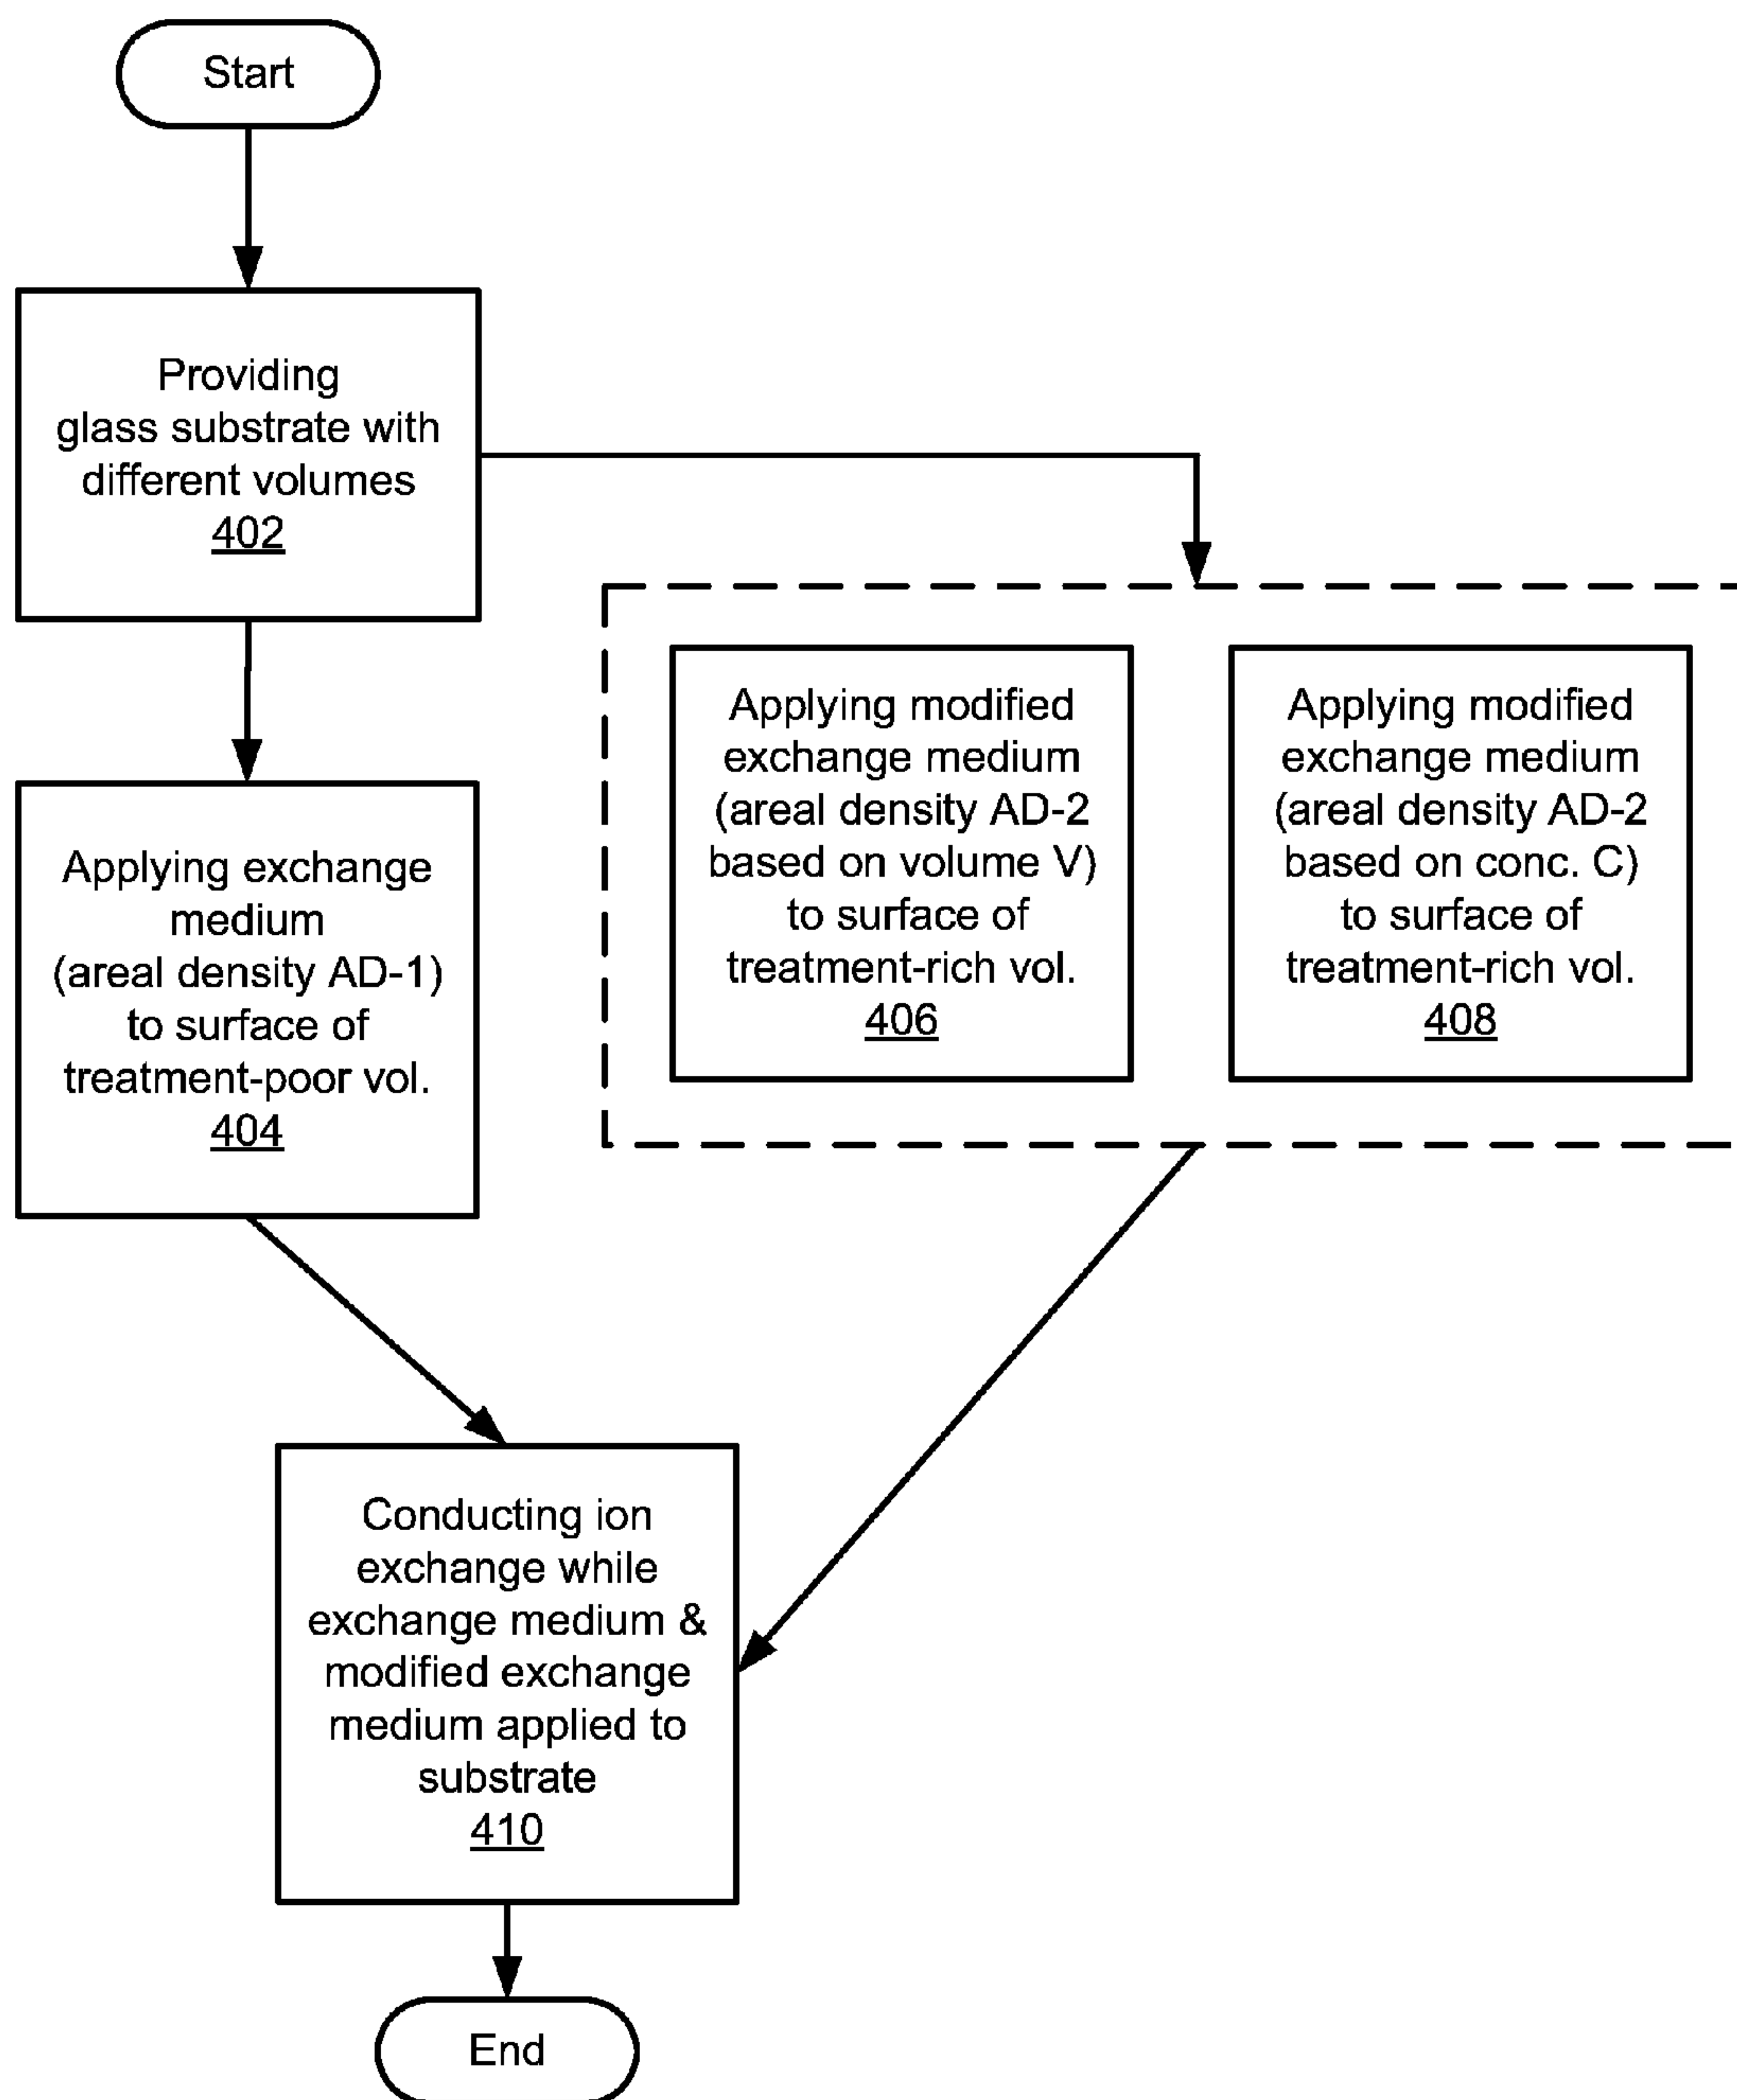 Start
Providing
glass substrate with
different volumes
402
Applying exchange
medium
(areal density AD-1)
to surface of
treatment-poor vol.
404
Applying modified
exchange medium
(areal density AD-2
based on volume V)
to surface of
treatment-rich vol.
406
Applying modified
exchange medium
(areal density AD-2
based on conc. C)
to surface of
treatment-rich vol.
408
Conducting ion
exchange while
exchange medium &
modified exchange
medium applied to
substrate
410
End